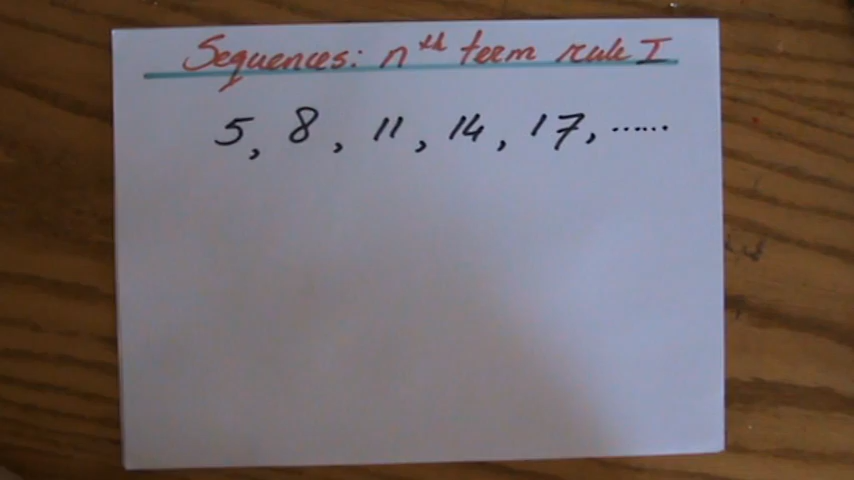 Sequences: nth term rule I
5, 8, 11, 14, 17, ......